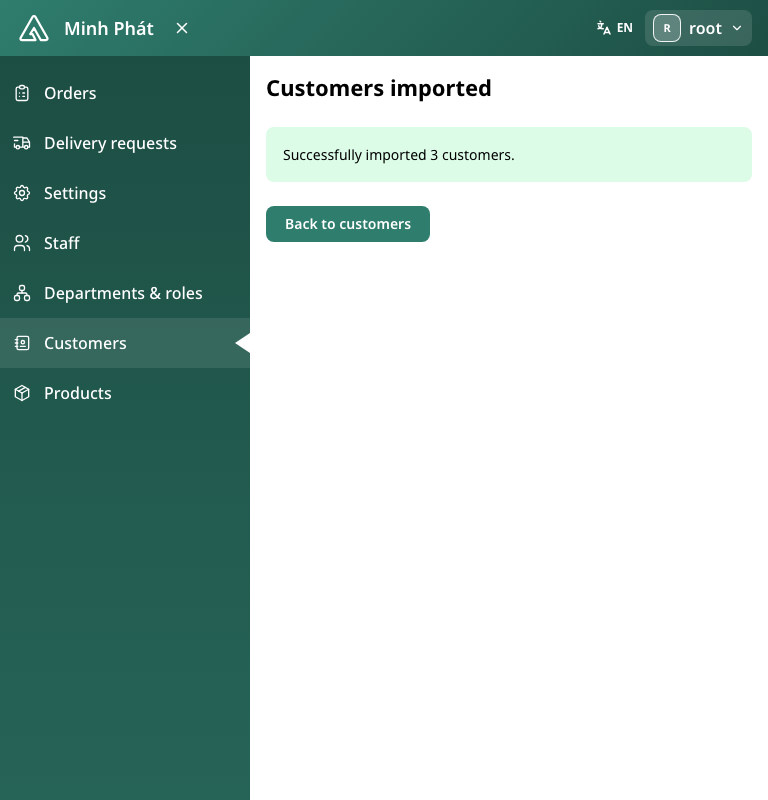 Minh Phát
EN
R
root
Orders
Delivery requests
Settings
Staff
Departments & roles
Customers
Products
Customers imported
Successfully imported 3 customers.
Back to customers